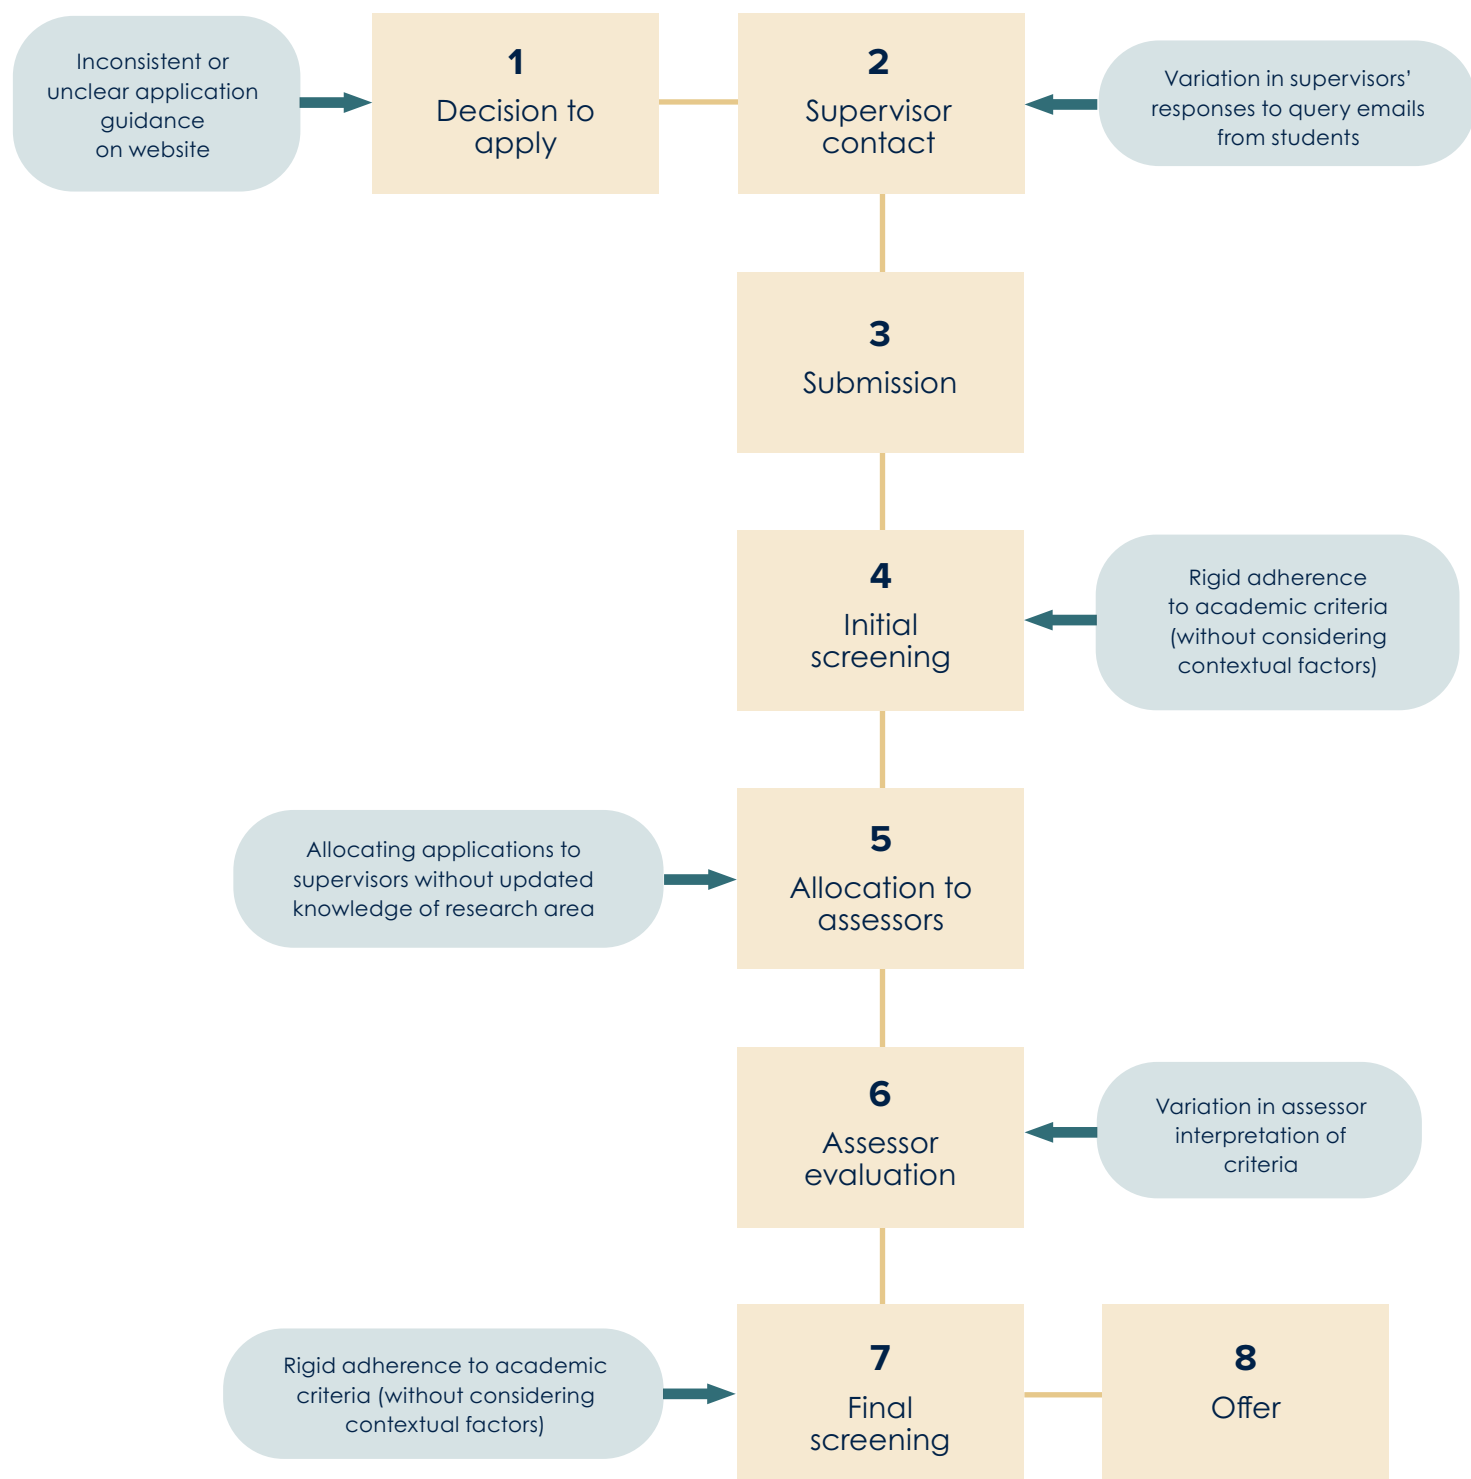 Inconsistent or
unclear application
guidance
on website
1
Decision to
apply
2
Supervisor
contact
Variation in supervisors’
responses to query emails
from students
3
Submission
4
Initial
screening
Rigid adherence
to academic criteria
(without considering
contextual factors)
Allocating applications to
supervisors without updated
knowledge of research area
5
Allocation to
assessors
6
Assessor
evaluation
Variation in assessor
interpretation of
criteria
Rigid adherence to academic
criteria (without considering
contextual factors)
7
Final
screening
8
Offer